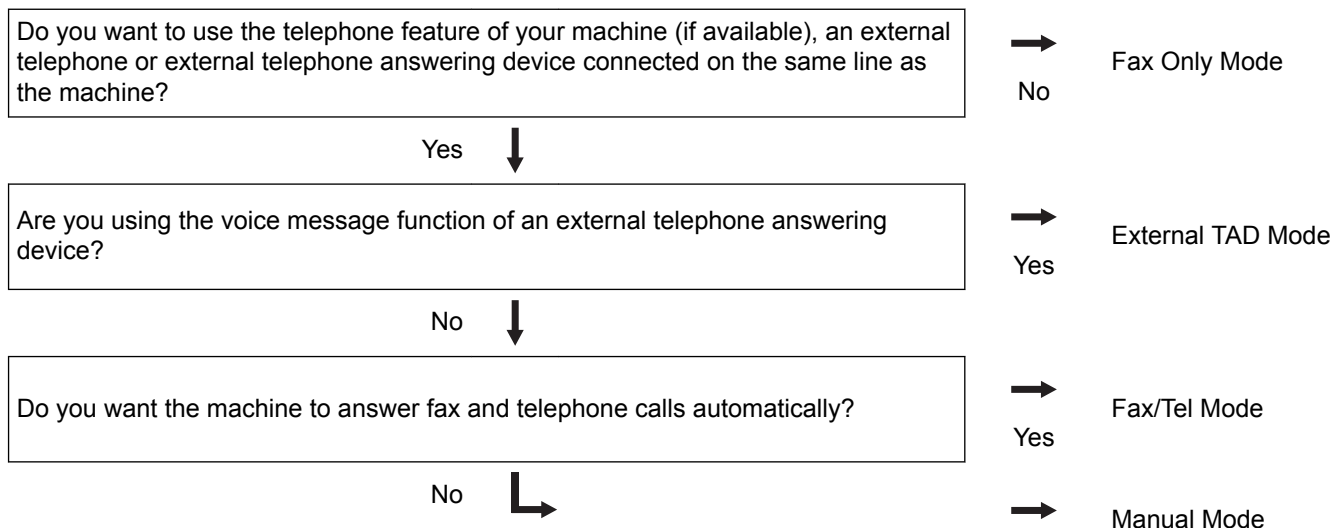 Do you want to use the telephone feature of your machine (if available), an external
telephone or external telephone answering device connected on the same line as
the machine?
No
Fax Only Mode
Yes
Are you using the voice message function of an external telephone answering
device?
Yes
External TAD Mode
No
Do you want the machine to answer fax and telephone calls automatically?
Yes
Fax/Tel Mode
No
Manual Mode